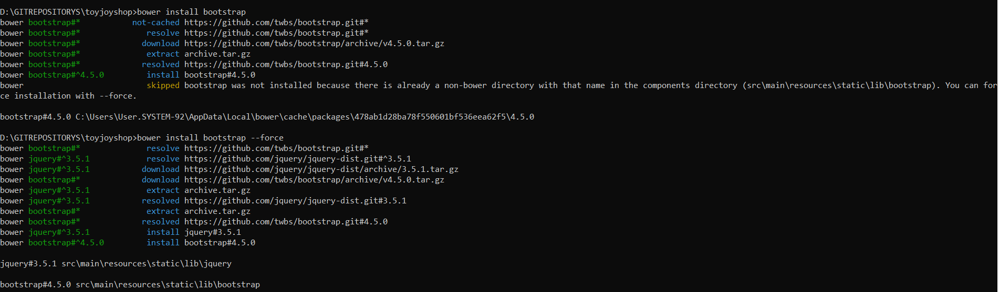 D:\GITREPOSITORYS\toyjoyshop>bower install bootstrap
bower bootstrap#*           not-cached https://github.com/twbs/bootstrap.git#*
bower bootstrap#*              resolve https://github.com/twbs/bootstrap.git#*
bower bootstrap#*             download https://github.com/twbs/bootstrap/archive/v4.5.0.tar.gz
bower bootstrap#*              extract archive.tar.gz
bower bootstrap#*             resolved https://github.com/twbs/bootstrap.git#4.5.0
bower bootstrap#^4.5.0         install bootstrap#4.5.0
bower                          skipped bootstrap was not installed because there is already a non-bower directory with that name in the components directory (src\main\resources\static\lib\bootstrap). You can for
ce installation with --force.
bootstrap#4.5.0 C:\Users\User.SYSTEM-92\AppData\Local\bower\cache\packages\478ab1d28ba78f550601bf536eea62f5\4.5.0
D:\GITREPOSITORYS\toyjoyshop>bower install bootstrap --force
bower bootstrap#*              resolve https://github.com/twbs/bootstrap.git#*
bower jquery#^3.5.1            resolve https://github.com/jquery/jquery-dist.git#^3.5.1
bower jquery#^3.5.1           download https://github.com/jquery/jquery-dist/archive/3.5.1.tar.gz
bower bootstrap#*             download https://github.com/twbs/bootstrap/archive/v4.5.0.tar.gz
bower jquery#^3.5.1            extract archive.tar.gz
bower jquery#^3.5.1           resolved https://github.com/jquery/jquery-dist.git#3.5.1
bower bootstrap#*              extract archive.tar.gz
bower bootstrap#*             resolved https://github.com/twbs/bootstrap.git#4.5.0
bower jquery#^3.5.1            install jquery#3.5.1
bower bootstrap#^4.5.0         install bootstrap#4.5.0
jquery#3.5.1 src\main\resources\static\lib\jquery
bootstrap#4.5.0 src\main\resources\static\lib\bootstrap